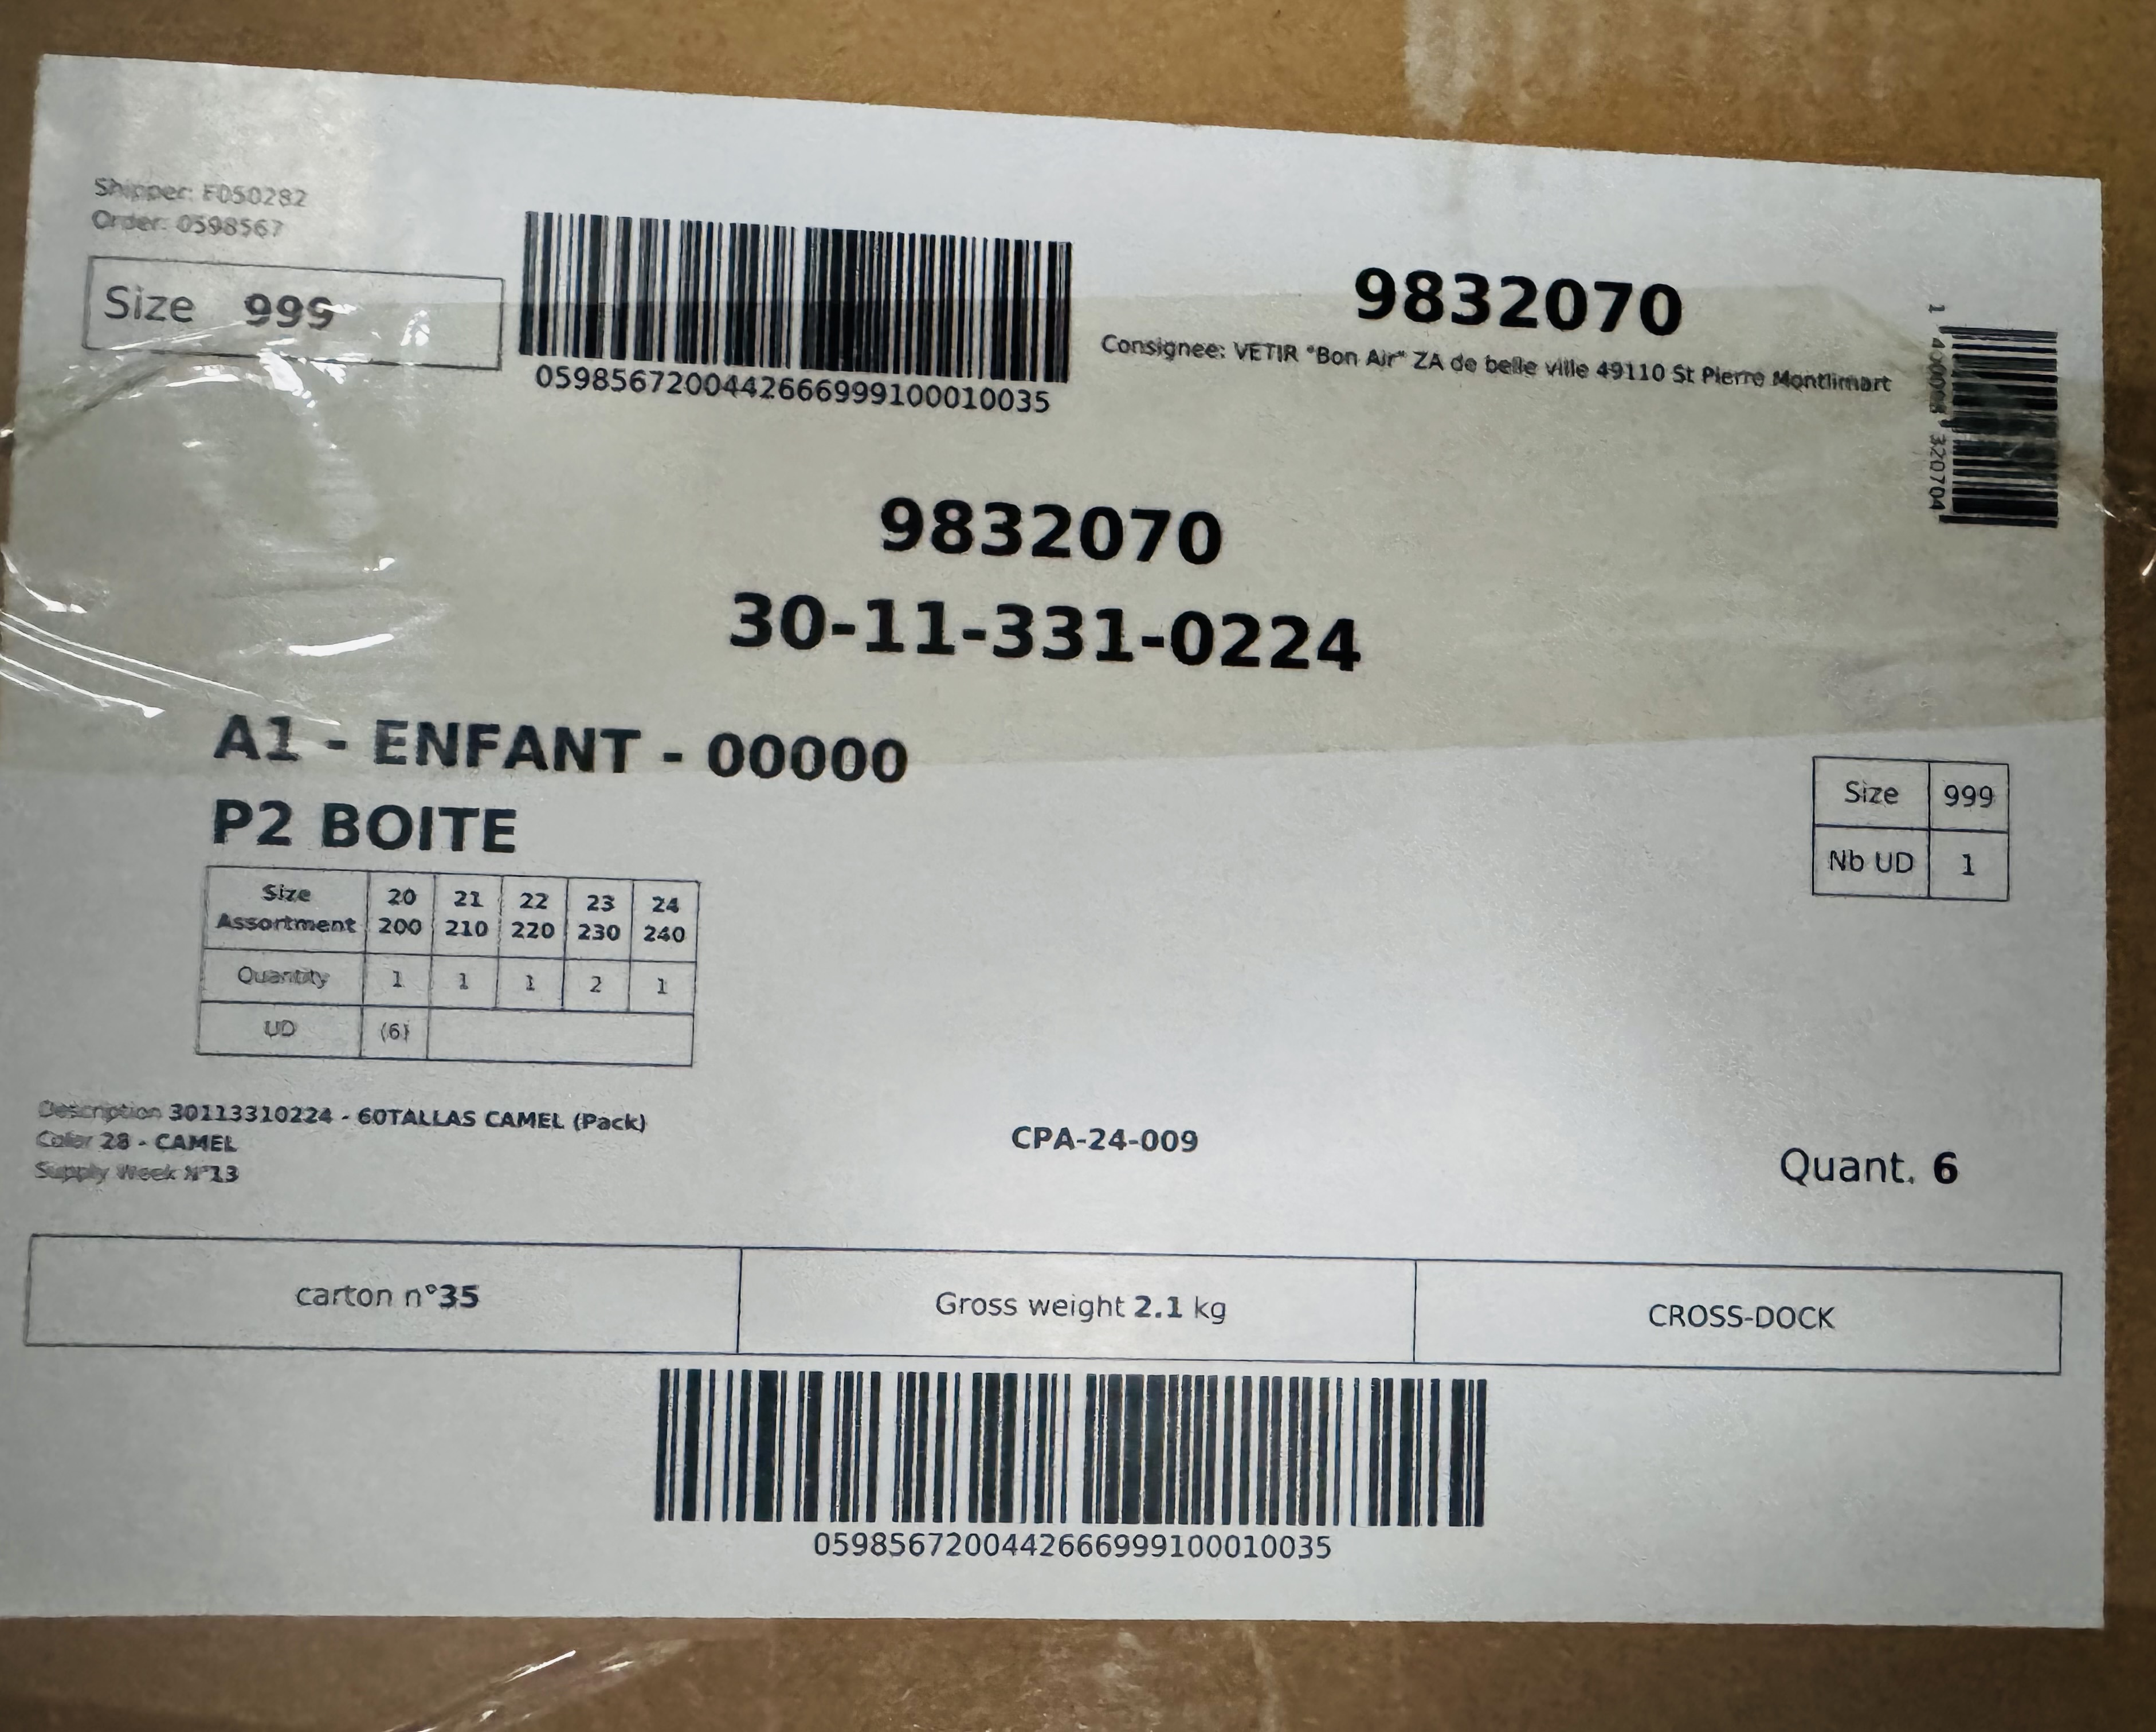 Shipper: F050282
Order: 0598567
Size 999
0598567200442666999100010035
9832070
Consignee: VETIR "Bon Air" ZA de belle ville 49110 St Pierre Montlimart
320704
9832070
30-11-331-0224
A1 - ENFANT - 00000
P2 BOITE
Size 999
Nb UD 1
Size Assortment 20 200 21 210 22 220 23 230 24 240
Quantity 1 1 1 2 1
UD (6)
Description 30113310224 - 60TALLAS CAMEL (Pack)
Color 28 - CAMEL
Supply Week N°13
CPA-24-009
Quant. 6
carton n°35
Gross weight 2.1 kg
CROSS-DOCK
0598567200442666999100010035